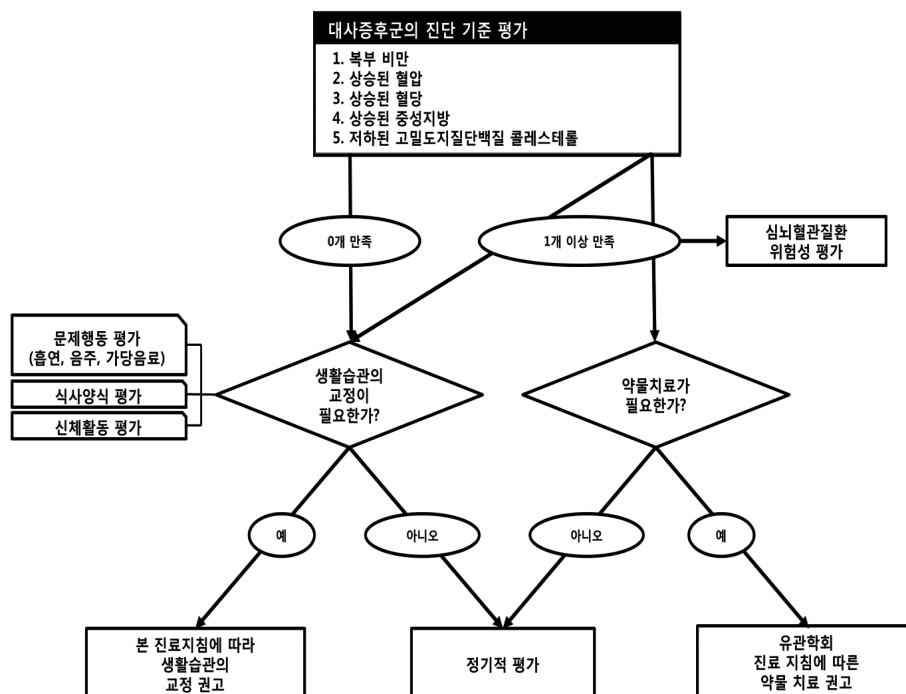 대사증후군의 진단 기준 평가
1. 복부 비만
2. 상승된 혈압
3. 상승된 혈당
4. 상승된 중성지방
5. 저하된 고밀도지질단백질 콜레스테롤
0개 만족
1개 이상 만족
심뇌혈관질환
위험성 평가
문제행동 평가
(흡연, 음주, 가당음료)
식사양식 평가
신체활동 평가
생활습관의
교정이
필요한가?
약물치료가
필요한가?
예
아니오
아니오
예
본 진료지침에 따라
생활습관의
교정 권고
정기적 평가
유관학회
진료 지침에 따른
약물 치료 권고